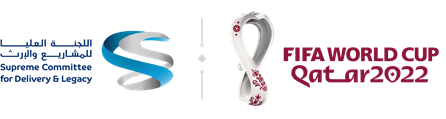 اللجنة العليا
للمشاريع والإرث
Supreme Committee
for Delivery & Legacy
FIFA WORLD CUP
Qatar2022